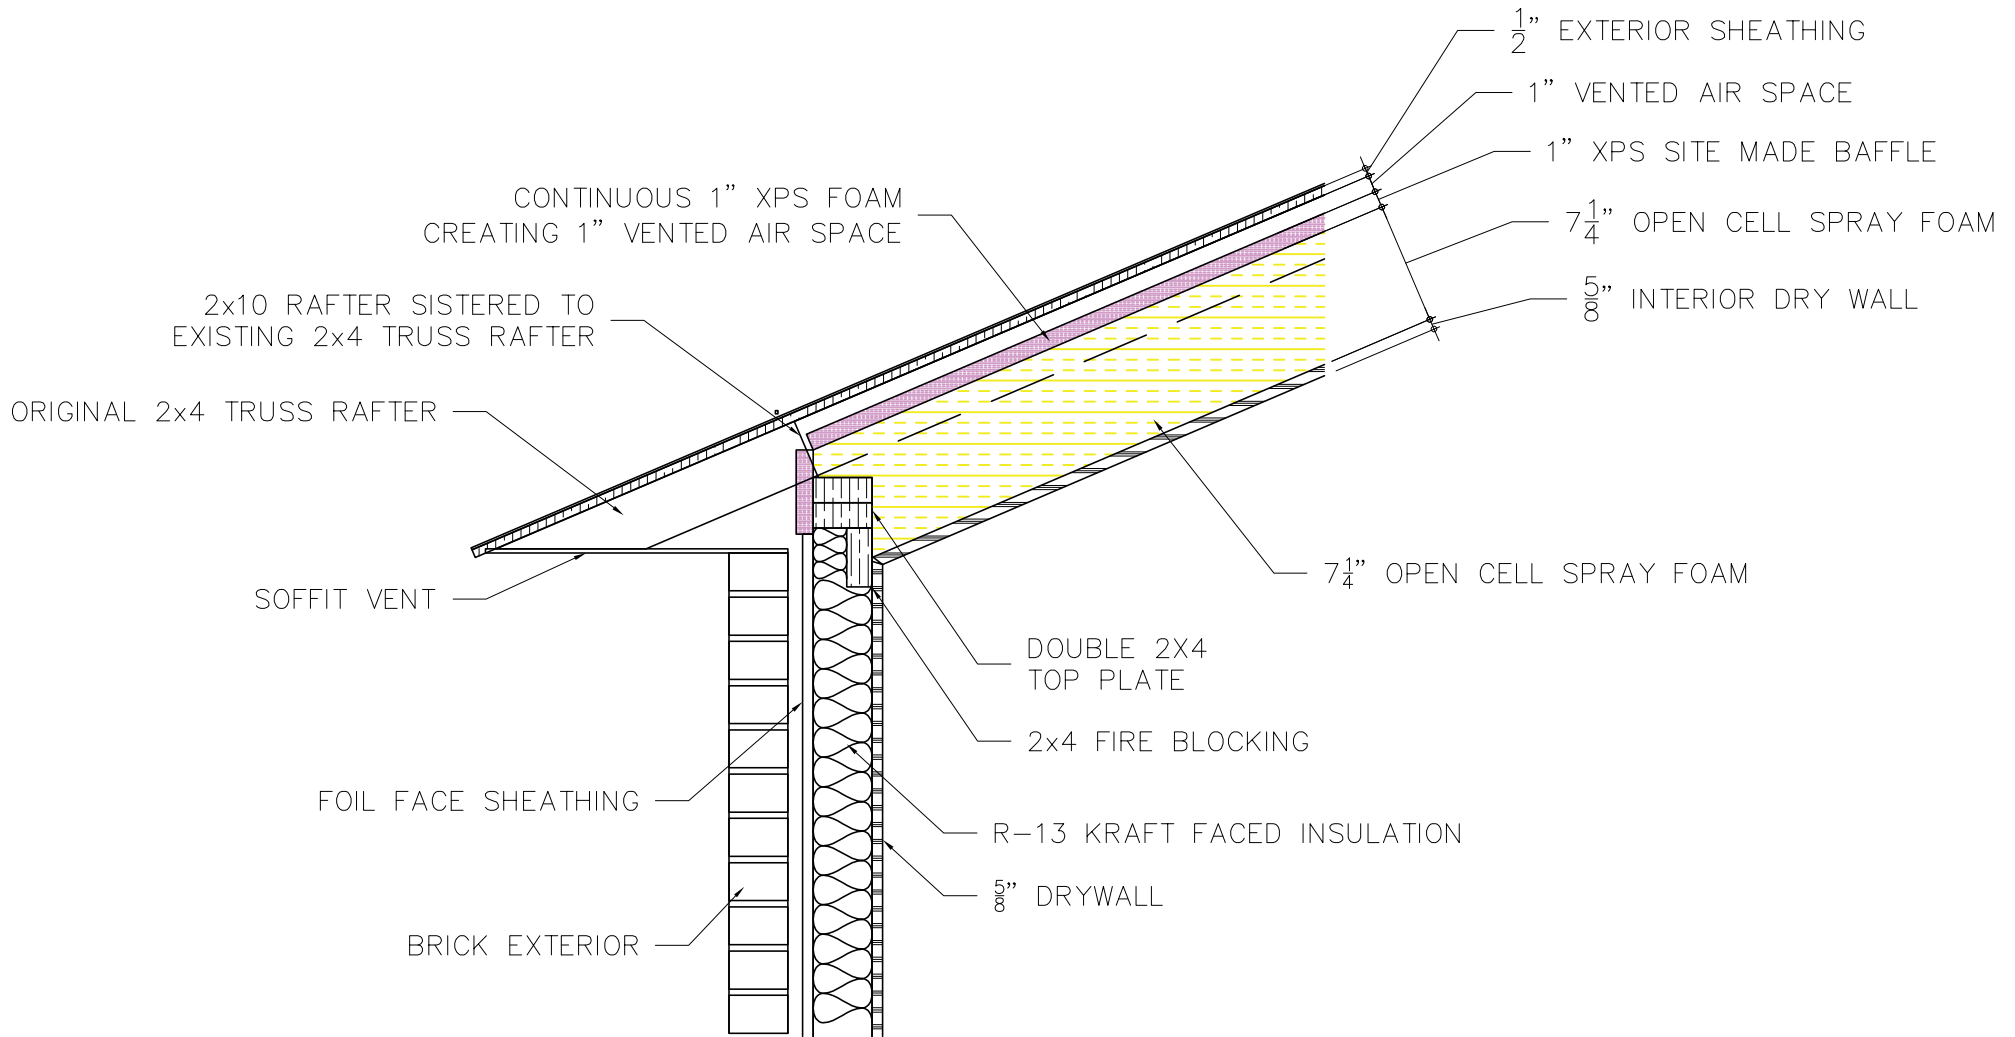 1/2” EXTERIOR SHEATHING
1” VENTED AIR SPACE
1” XPS SITE MADE BAFFLE
CONTINUOUS 1” XPS FOAM
CREATING 1” VENTED AIR SPACE
7 1/4” OPEN CELL SPRAY FOAM
2x10 RAFTER SISTERED TO
EXISTING 2x4 TRUSS RAFTER
5/8” INTERIOR DRY WALL
ORIGINAL 2x4 TRUSS RAFTER
SOFFIT VENT
7 1/4” OPEN CELL SPRAY FOAM
DOUBLE 2X4
TOP PLATE
2x4 FIRE BLOCKING
FOIL FACE SHEATHING
R-13 KRAFT FACED INSULATION
5/8” DRYWALL
BRICK EXTERIOR